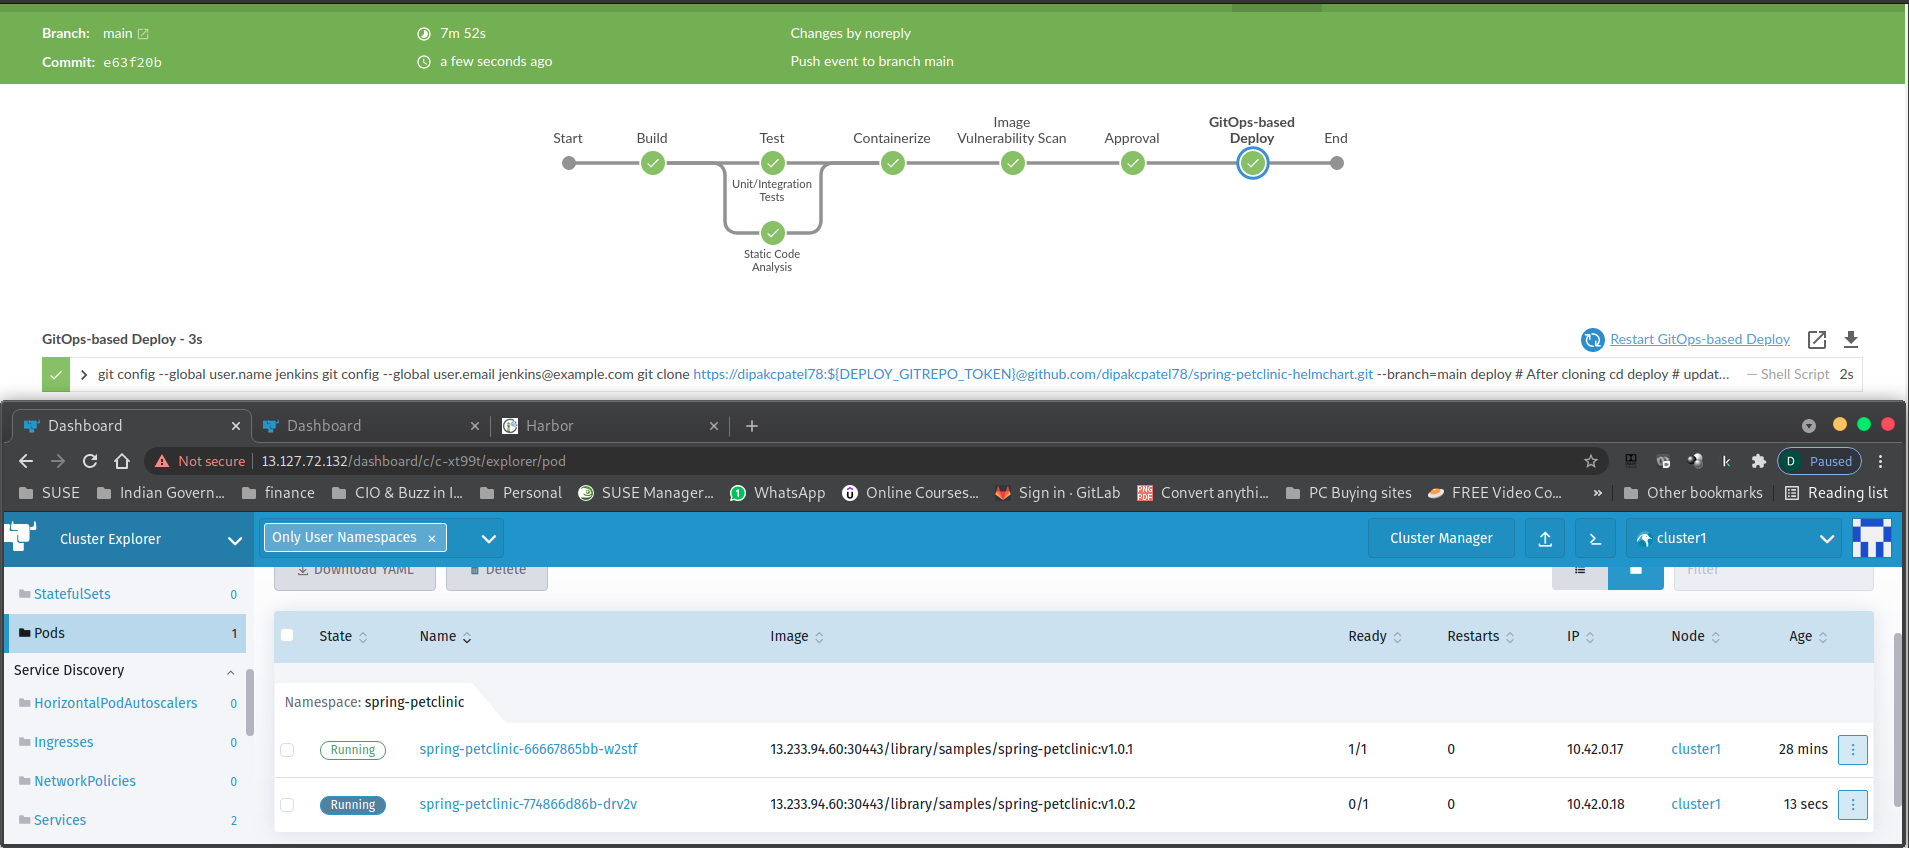 Branch: main 7m 52s Changes by noreply
Commit: e63f20b a few seconds ago Push event to branch main
Start Build Test Containerize Image Vulnerability Scan Approval GitOps-based Deploy End
Unit/Integration Tests
Static Code Analysis
GitOps-based Deploy - 3s Restart GitOps-based Deploy
git config --global user.name jenkins git config --global user.email jenkins@example.com git clone https://dipakcpatel78:${DEPLOY_GITREPO_TOKEN}@github.com/dipakcpatel78/spring-petclinic-helmchart.git --branch=main deploy # After cloning cd deploy # updat... — Shell Script 2s
Dashboard Dashboard Harbor
Not secure 13.127.72.132/dashboard/c/c-xt99t/explorer/pod D Paused
SUSE Indian Govern... finance CIO & Buzz in I... Personal SUSE Manager... WhatsApp Online Courses... Sign in · GitLab Convert anythi... PC Buying sites FREE Video Co... » Other bookmarks Reading list
Cluster Explorer Only User Namespaces × Cluster Manager cluster1
Download YAML Delete Filter
StatefulSets 0
Pods 1
Service Discovery
HorizontalPodAutoscalers 0
Ingresses 0
NetworkPolicies 0
Services 2
State Name Image Ready Restarts IP Node Age
Namespace: spring-petclinic
Running spring-petclinic-66667865bb-w2stf 13.233.94.60:30443/library/samples/spring-petclinic:v1.0.1 1/1 0 10.42.0.17 cluster1 28 mins
Running spring-petclinic-774866d86b-drv2v 13.233.94.60:30443/library/samples/spring-petclinic:v1.0.2 0/1 0 10.42.0.18 cluster1 13 secs